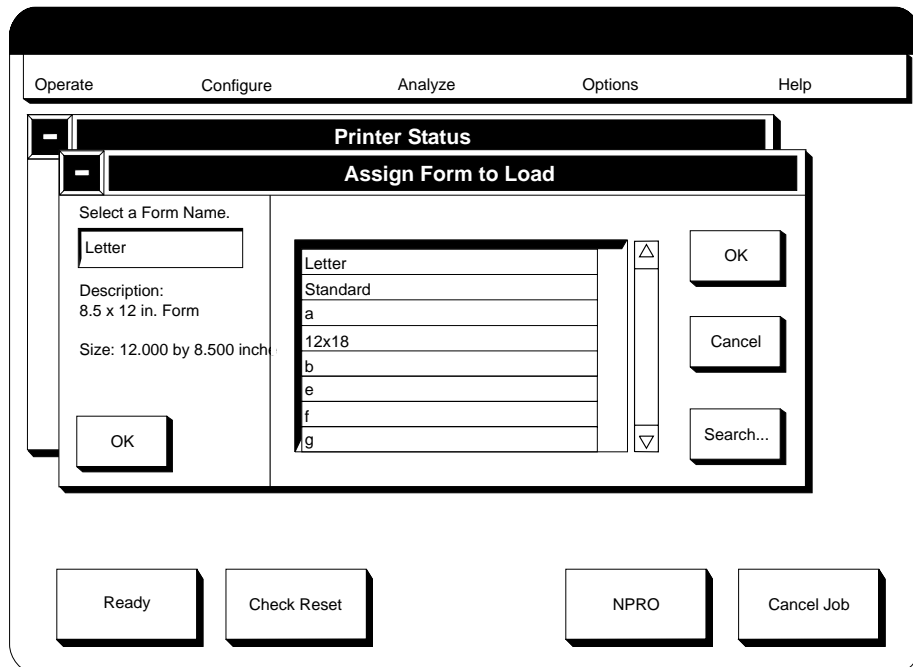 Operate Configure Analyze Options Help
Printer Status
Assign Form to Load
Select a Form Name.
Letter
Description:
8.5 x 12 in. Form
Size: 12.000 by 8.500 inche
OK
Letter
Standard
a
12x18
b
e
f
g
OK
Cancel
Search...
Ready Check Reset NPRO Cancel Job